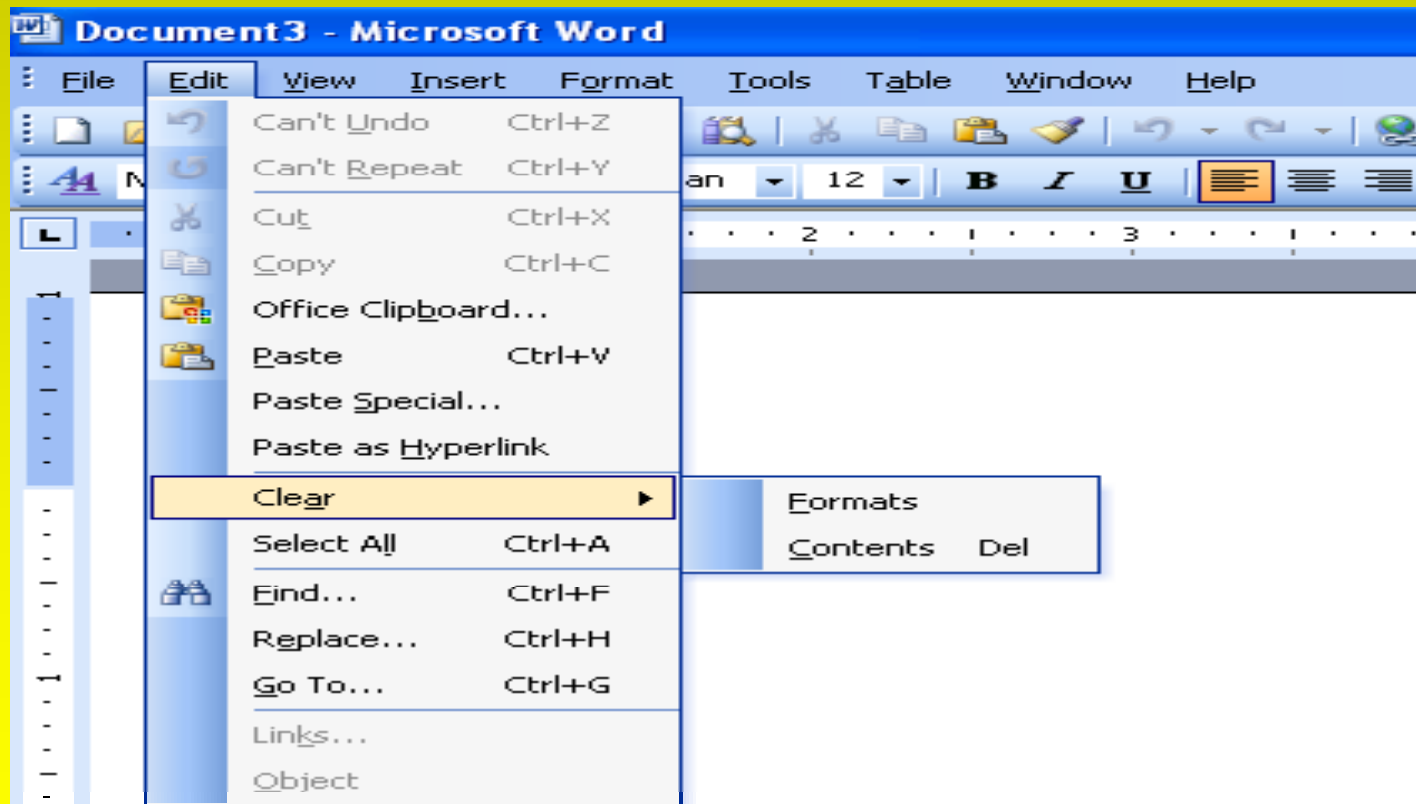 Document3 - Microsoft Word
File Edit View Insert Format Tools Table Window Help
Can't Undo Ctrl+Z
Can't Repeat Ctrl+Y
an 12 B I U
Cut Ctrl+X
2 3
Copy Ctrl+C
Office Clipboard...
Paste Ctrl+V
Paste Special...
Paste as Hyperlink
Clear Formats
Contents Del
Select All Ctrl+A
Find... Ctrl+F
Replace... Ctrl+H
Go To... Ctrl+G
Links...
Object